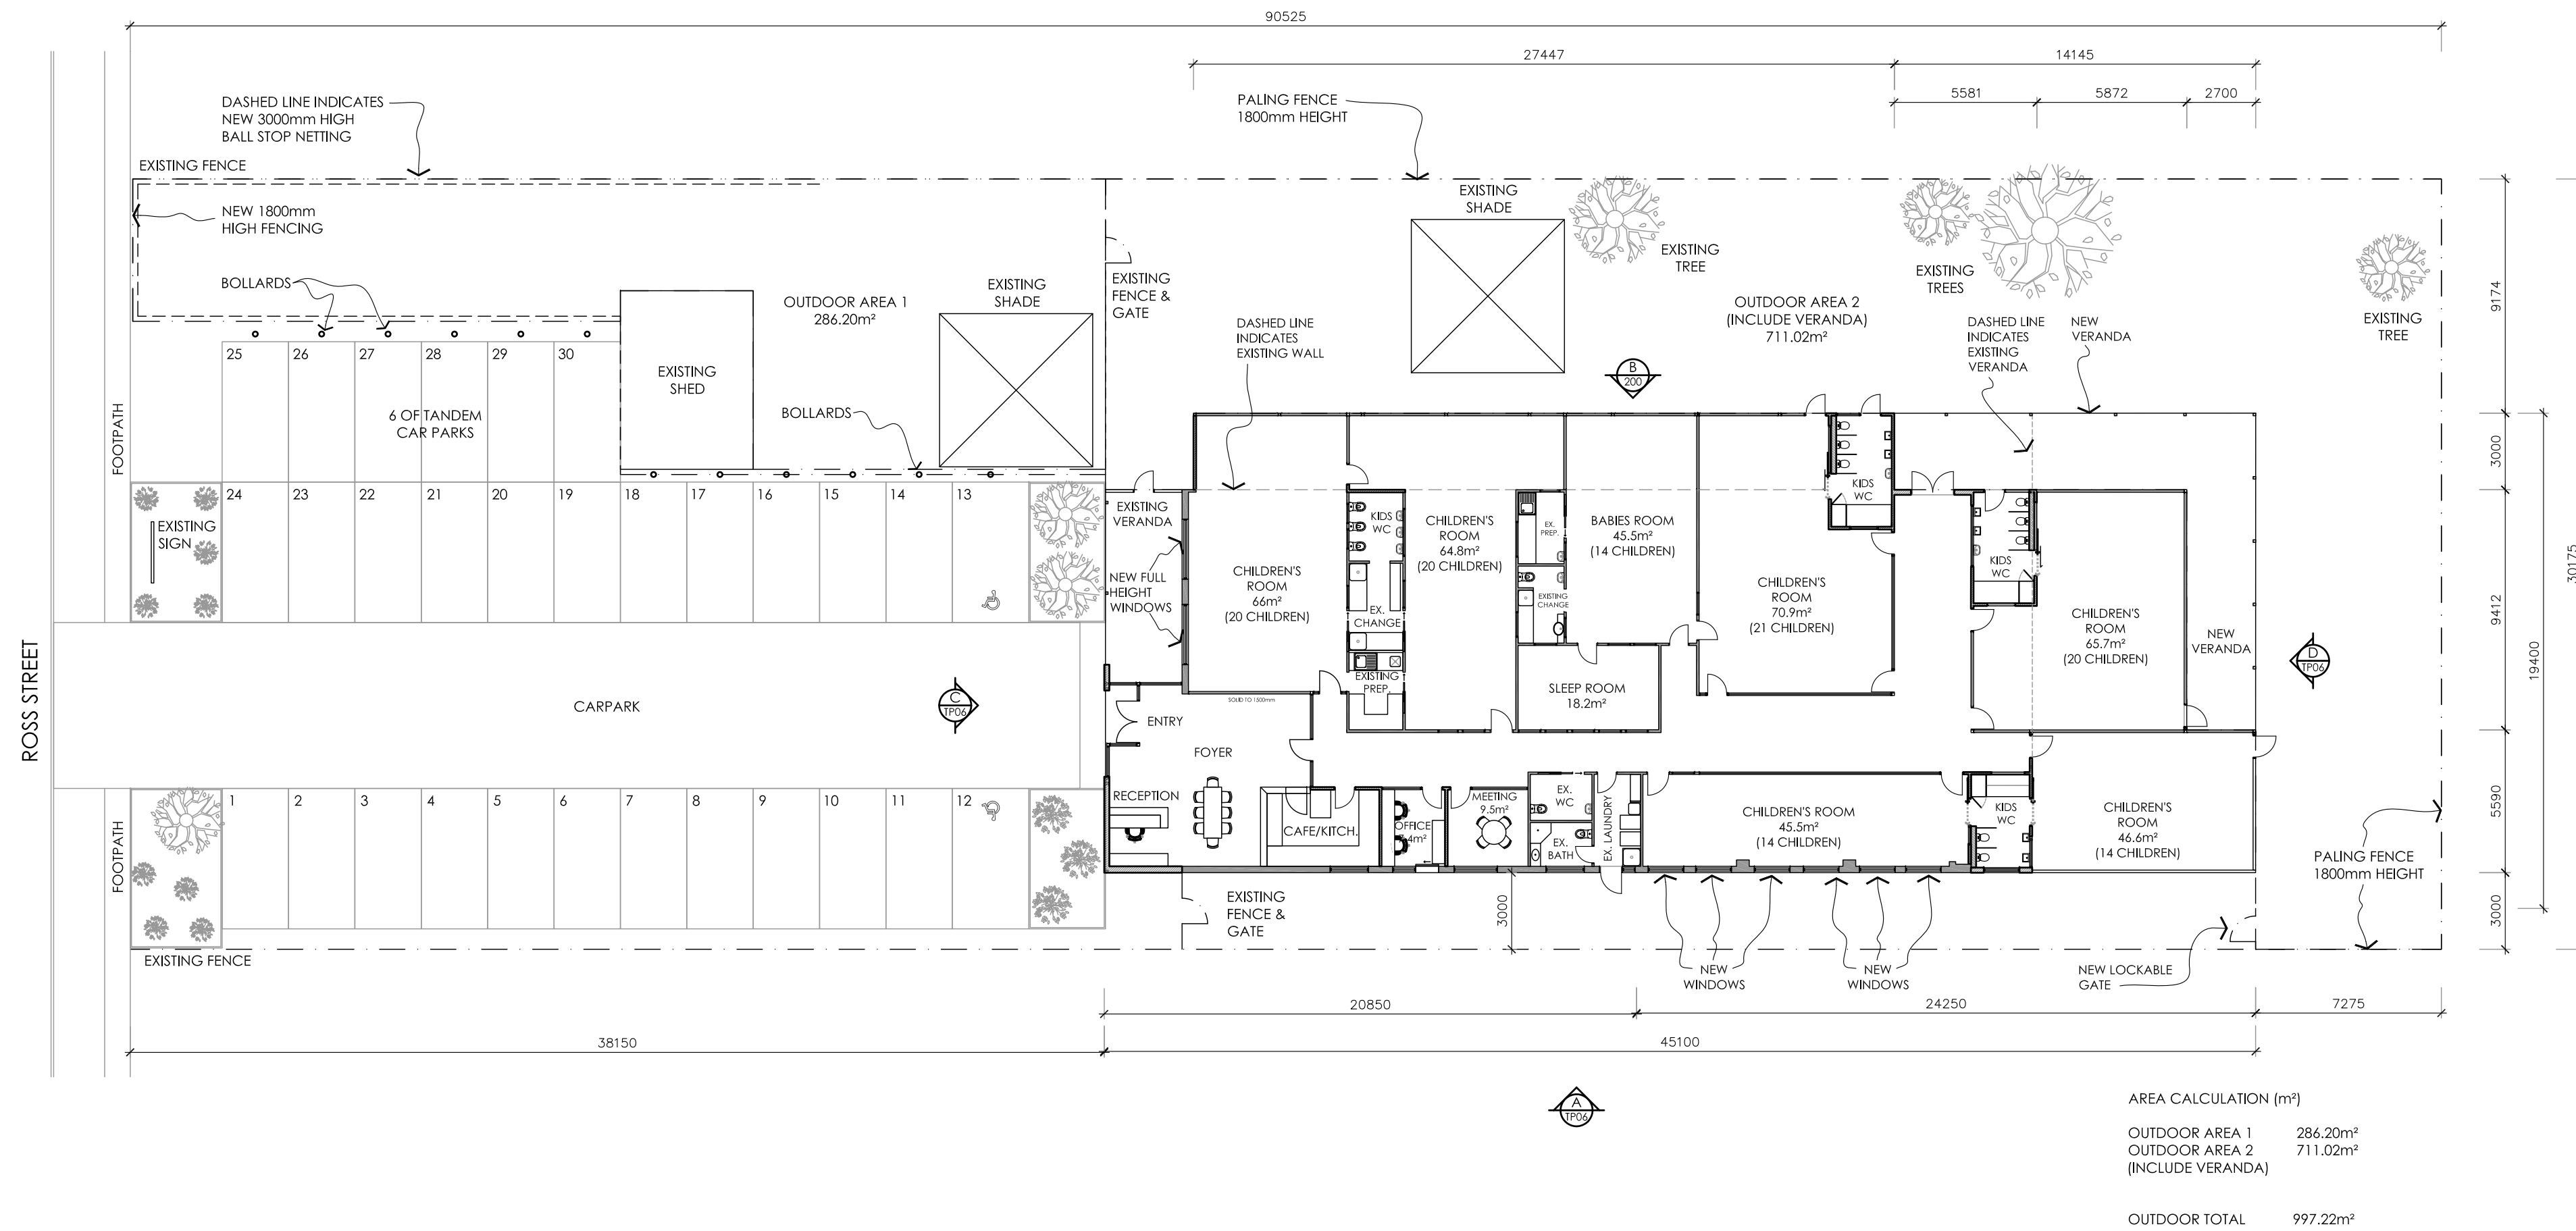 90525
27447
14145
5581
5872
2700
DASHED LINE INDICATES
NEW 3000mm HIGH
BALL STOP NETTING
PALING FENCE
1800mm HEIGHT
EXISTING FENCE
NEW 1800mm
HIGH FENCING
BOLLARDS
OUTDOOR AREA 1
286.20m²
EXISTING
SHADE
EXISTING
FENCE &
GATE
EXISTING
SHADE
EXISTING
TREE
EXISTING
TREES
EXISTING
TREE
OUTDOOR AREA 2
(INCLUDE VERANDA)
711.02m²
DASHED LINE
INDICATES
EXISTING WALL
DASHED LINE
INDICATES
EXISTING
VERANDA
NEW
VERANDA
9174
3000
9412
5590
3000
19400
30175
25
26
27
28
29
30
6 OF TANDEM
CAR PARKS
EXISTING
SHED
BOLLARDS
B
200
FOOTPATH
24
23
22
21
20
19
18
17
16
15
14
13
EXISTING
SIGN
EXISTING
VERANDA
NEW FULL
HEIGHT
WINDOWS
CHILDREN'S
ROOM
66m²
(20 CHILDREN)
KIDS
WC
EX.
CHANGE
EXISTING
PREP.
CHILDREN'S
ROOM
64.8m²
(20 CHILDREN)
EX.
PREP.
EXISTING
CHANGE
BABIES ROOM
45.5m²
(14 CHILDREN)
SLEEP ROOM
18.2m²
CHILDREN'S
ROOM
70.9m²
(21 CHILDREN)
KIDS
WC
KIDS
WC
CHILDREN'S
ROOM
65.7m²
(20 CHILDREN)
NEW
VERANDA
D
TP06
ROSS STREET
CARPARK
C
TP06
SOLID TO 1500mm
ENTRY
FOYER
RECEPTION
CAFE/KITCH.
OFFICE
MEETING
9.5m²
EX.
WC
EX.
BATH
EX. LAUNDRY
CHILDREN'S ROOM
45.5m²
(14 CHILDREN)
KIDS
WC
CHILDREN'S
ROOM
46.6m²
(14 CHILDREN)
PALING FENCE
1800mm HEIGHT
FOOTPATH
1
2
3
4
5
6
7
8
9
10
11
12
EXISTING FENCE
EXISTING
FENCE &
GATE
3000
NEW
WINDOWS
NEW
WINDOWS
NEW LOCKABLE
GATE
20850
24250
7275
38150
45100
A
TP06
AREA CALCULATION (m²)
OUTDOOR AREA 1 286.20m²
OUTDOOR AREA 2 711.02m²
(INCLUDE VERANDA)
OUTDOOR TOTAL 997.22m²